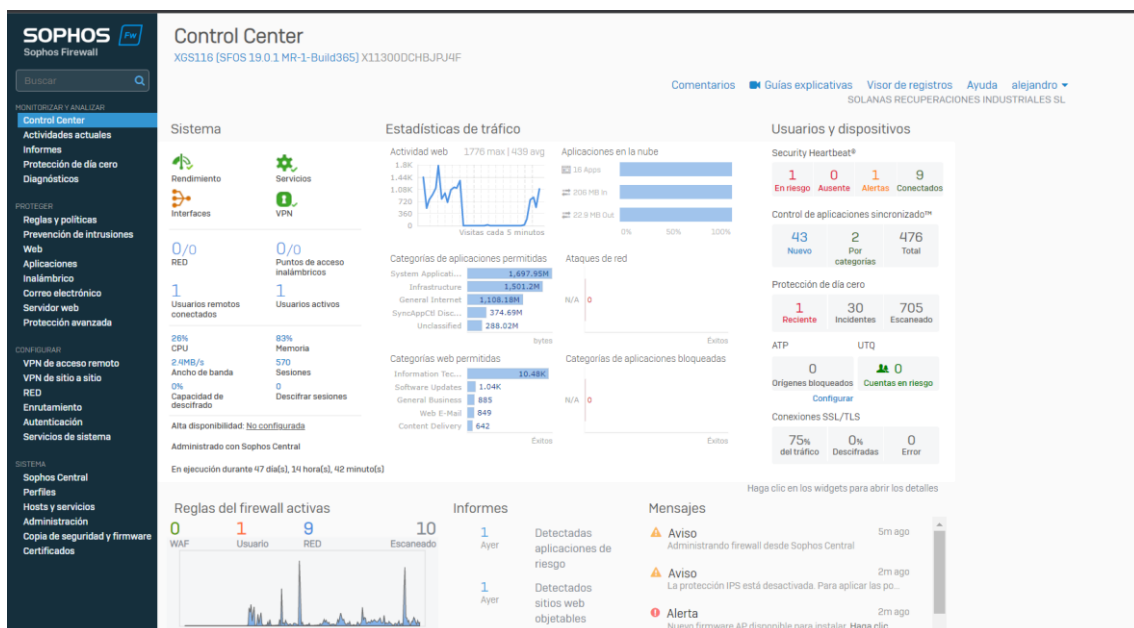 SOPHOS Fw
Sophos Firewall
Buscar
MONITORIZAR Y ANALIZAR
Control Center
Actividades actuales
Informes
Protección de día cero
Diagnósticos
PROTEGER
Reglas y políticas
Prevención de intrusiones
Web
Aplicaciones
Inalámbrico
Correo electrónico
Servidor web
Protección avanzada
CONFIGURAR
VPN de acceso remoto
VPN de sitio a sitio
RED
Enrutamiento
Autenticación
Servicios de sistema
SISTEMA
Sophos Central
Perfiles
Hosts y servicios
Administración
Copia de seguridad y firmware
Certificados
Control Center
XGS116 [SFOS 19.0.1 MR-1-Build365] X11300DCHBJPU4F
Comentarios Guías explicativas Visor de registros Ayuda alejandro
SOLANAS RECUPERACIONES INDUSTRIALES SL
Sistema
Rendimiento Servicios
Interfaces VPN
0/0 0/0
RED Puntos de acceso
inalámbricos
1 1
Usuarios remotos Usuarios activos
conectados
26% 83%
CPU Memoria
2.4MB/s 570
Ancho de banda Sesiones
0% 0
Capacidad de Descifrar sesiones
descifrado
Alta disponibilidad: No configurada
Administrado con Sophos Central
En ejecución durante 47 día(s), 14 hora(s), 42 minuto(s)
Estadísticas de tráfico
Actividad web 1776 max | 439 avg
1.8K
1.44K
1.08K
720
360
0
Visitas cada 5 minutos
Aplicaciones en la nube
16 Apps
206 MB In
22.9 MB Out
0% 50% 100%
Categorías de aplicaciones permitidas
System Applicati... 1,697.95M
Infrastructure 1,501.2M
General Internet 1,108.18M
SyncAppCtl Disc... 374.69M
Unclassified 288.02M
bytes
Ataques de red
N/A 0
Éxitos
Categorías web permitidas
Information Tec... 10.48K
Software Updates 1.04K
General Business 885
Web E-Mail 849
Content Delivery 642
Éxitos
Categorías de aplicaciones bloqueadas
N/A 0
Éxitos
Usuarios y dispositivos
Security Heartbeat®
1 0 1 9
En riesgo Ausente Alertas Conectados
Control de aplicaciones sincronizado™
43 2 476
Nuevo Por Total
categorías
Protección de día cero
1 30 705
Reciente Incidentes Escaneado
ATP UTQ
0 0
Orígenes bloqueados Cuentas en riesgo
Configurar
Conexiones SSL/TLS
75% 0% 0
del tráfico Descifradas Error
Haga clic en los widgets para abrir los detalles
Reglas del firewall activas
0 1 9 10
WAF Usuario RED Escaneado
Informes
1 Detectadas
Ayer aplicaciones de
riesgo
1 Detectados
Ayer sitios web
objetables
Mensajes
Aviso 5m ago
Administrando firewall desde Sophos Central
Aviso 2m ago
La protección IPS está desactivada. Para aplicar las po...
Alerta 2m ago
Nuevo firmware AP disponible para instalar. Haga clic